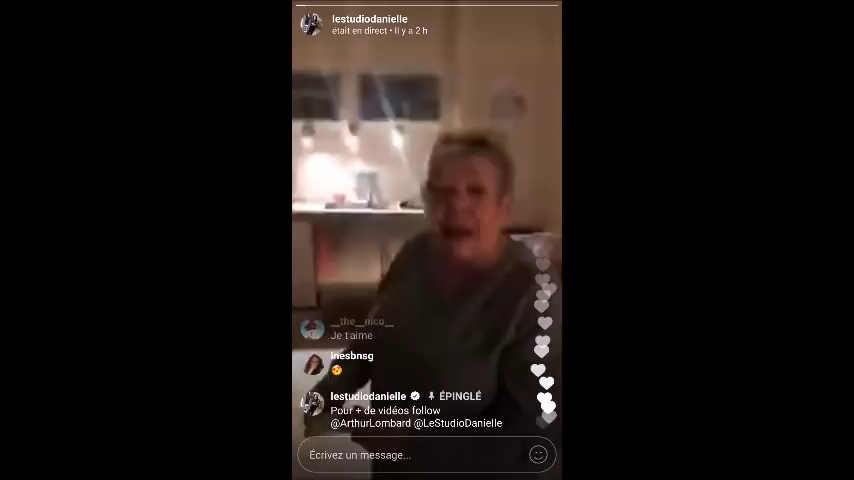 lestudiodanielle
était en direct • Il y a 2 h
__the__nico__
Je t'aime
inesbnsg
lestudiodanielle ÉPINGLÉ
Pour + de vidéos follow
@ArthurLombard @LeStudioDanielle
Écrivez un message...